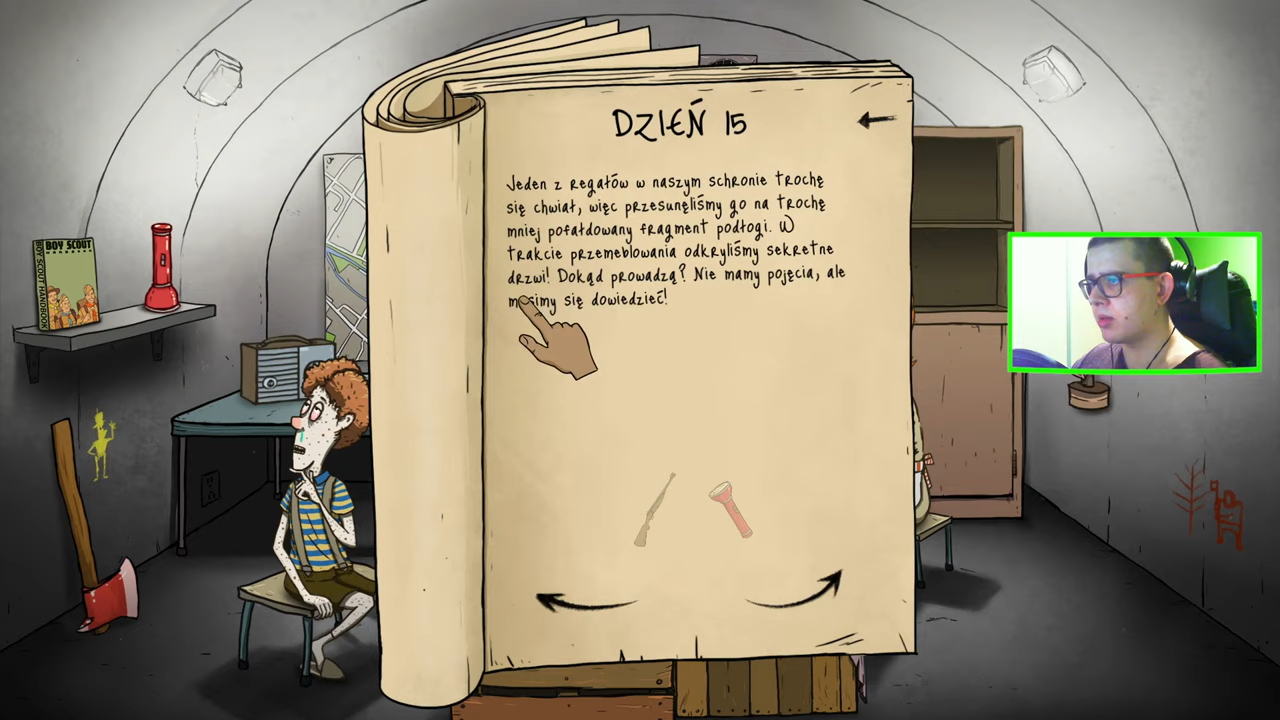 DZIEŃ 15
Jeden z regałów w naszym schronie trochę
się chwiał, więc przesunęliśmy go na trochę
mniej pofałdowany fragment podłogi. W
trakcie przemeblowania odkryliśmy sekretne
drzwi! Dokąd prowadzą? Nie mamy pojęcia, ale
musimy się dowiedzieć!
BOY SCOUT
BOY SCOUT HANDBOOK